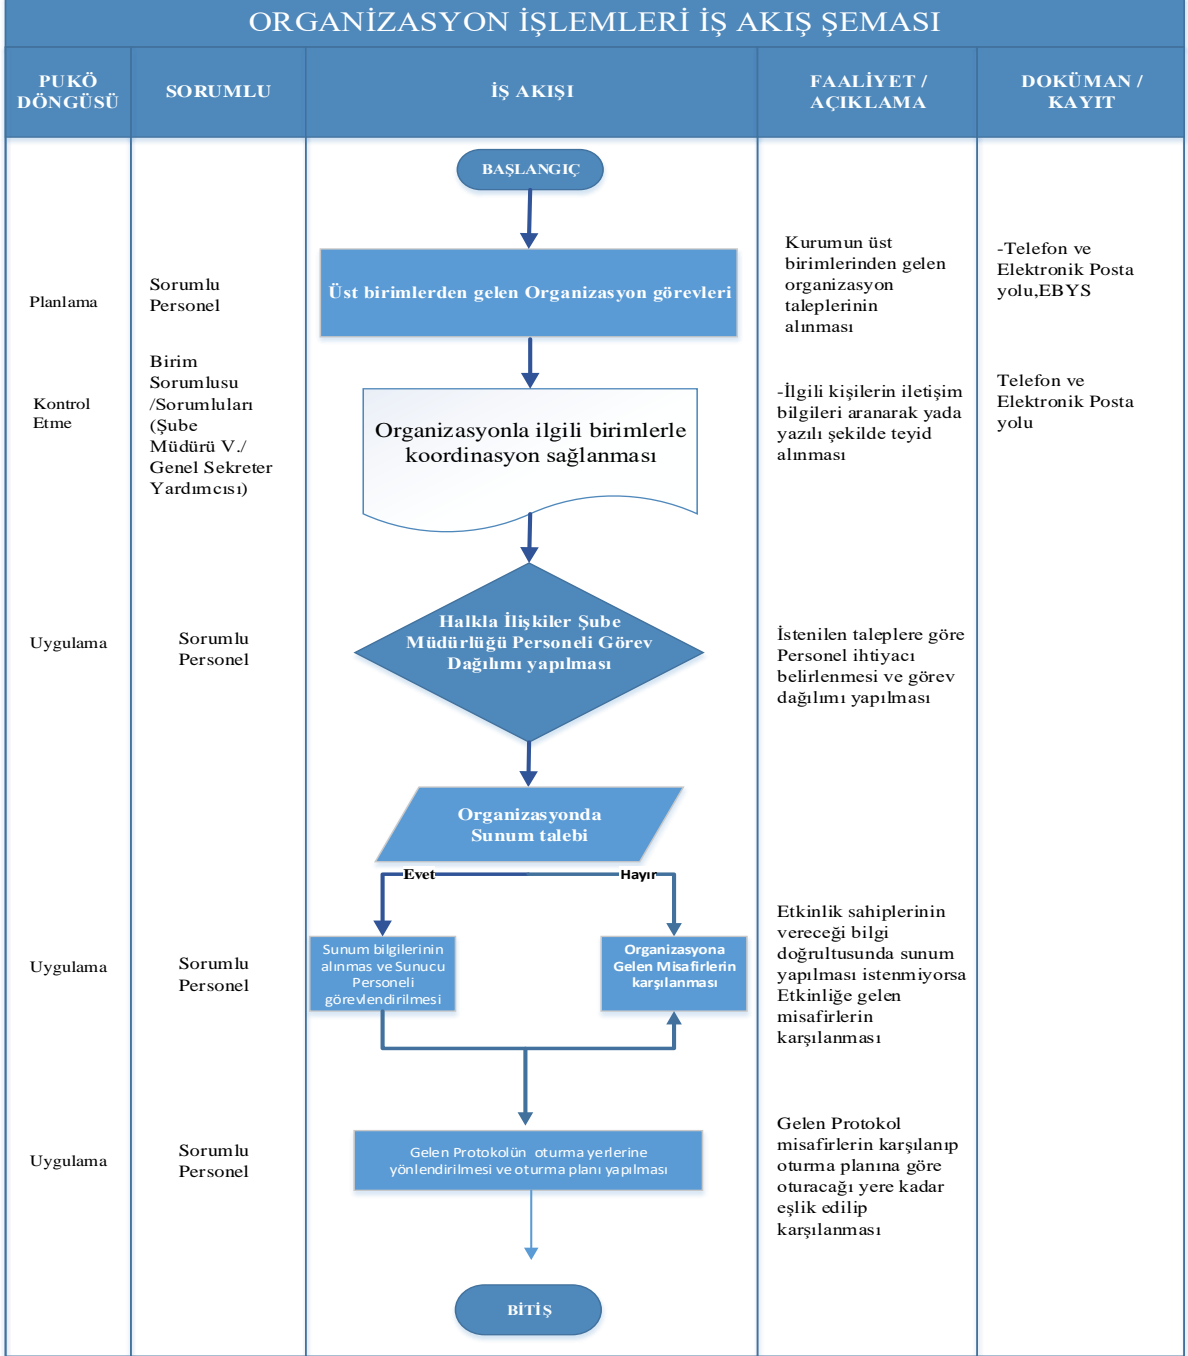 ORGANİZASYON İŞLEMLERİ İŞ AKIŞ ŞEMASI
PUKÖ
DÖNGÜSÜ
SORUMLU
İŞ AKIŞI
FAALİYET /
AÇIKLAMA
DOKÜMAN /
KAYIT
BAŞLANGIÇ
Planlama
Sorumlu
Personel
Üst birimlerden gelen Organizasyon görevleri
Kurumun üst
birimlerinden gelen
organizasyon
taleplerinin
alınması
-Telefon ve
Elektronik Posta
yolu,EBYS
Kontrol
Etme
Birim
Sorumlusu
/Sorumluları
(Şube
Müdürü V./
Genel Sekreter
Yardımcısı)
Organizasyonla ilgili birimlerle
koordinasyon sağlanması
-İlgili kişilerin iletişim
bilgileri aranarak yada
yazılı şekilde teyid
alınması
Telefon ve
Elektronik Posta
yolu
Uygulama
Sorumlu
Personel
Halkla İlişkiler Şube
Müdürlüğü Personeli Görev
Dağılımı yapılması
İstenilen taleplere göre
Personel ihtiyacı
belirlenmesi ve görev
dağılımı yapılması
Organizasyonda
Sunum talebi
Evet
Hayır
Uygulama
Sorumlu
Personel
Sunum bilgilerinin
alınmas ve Sunucu
Personeli
görevlendirilmesi
Organizasyona
Gelen Misafirlerin
karşılanması
Etkinlik sahiplerinin
vereceği bilgi
doğrultusunda sunum
yapılması istenmiyorsa
Etkinliğe gelen
misafirlerin
karşılanması
Uygulama
Sorumlu
Personel
Gelen Protokolün oturma yerlerine
yönlendirilmesi ve oturma planı yapılması
Gelen Protokol
misafirlerin karşılanıp
oturma planına göre
oturacağı yere kadar
eşlik edilip
karşılanması
BİTİŞ